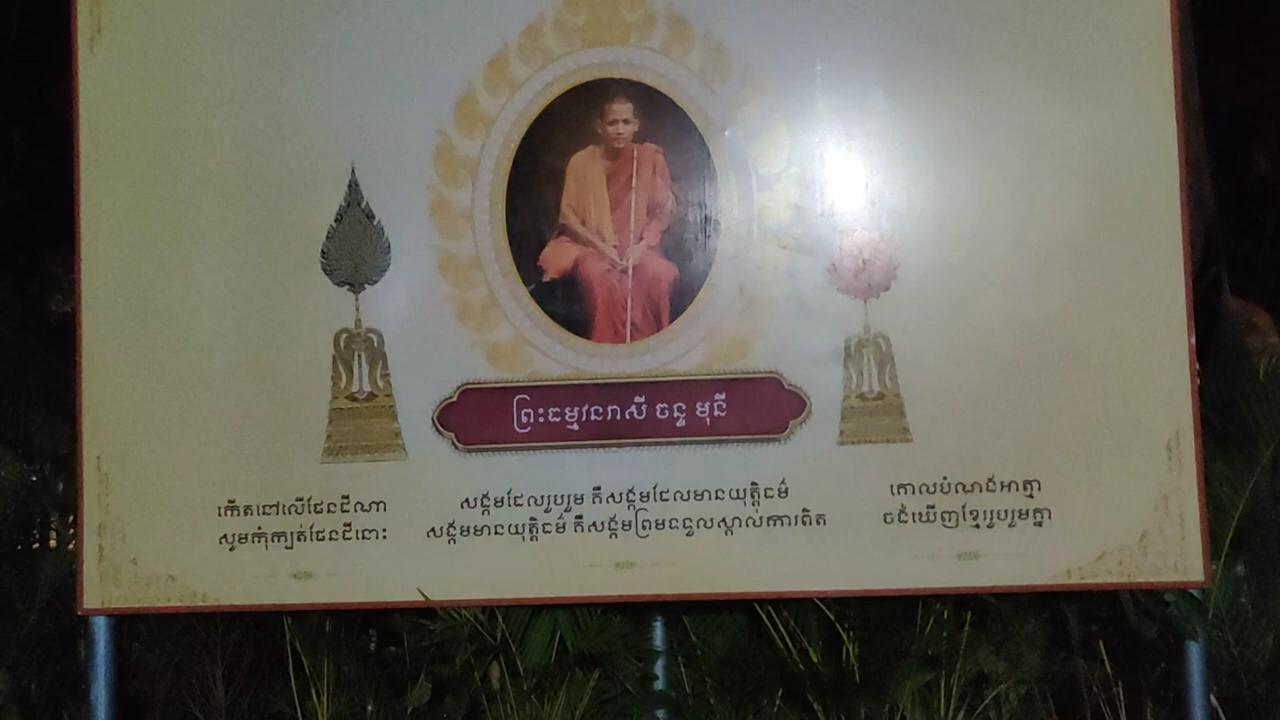 ព្រះធម្មវនរាសី ចន្ទ មុនី
កើតនៅលើផែនដីណា
សូមកុំក្បត់ផែនដីនោះ
សង្គមដែលរួបរួម គឺសង្គមដែលមានយុត្តិធម៌
សង្គមមានយុត្តិធម៌ គឺសង្គមព្រមទទួលស្គាល់ការពិត
គោលបំណងអាត្មា
ចង់ឃើញខ្មែររួបរួមគ្នា